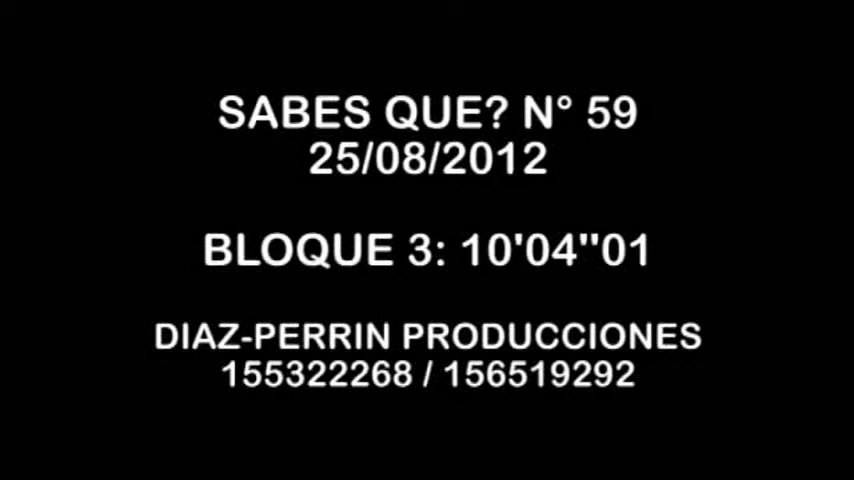 SABES QUE? N° 59
25/08/2012
BLOQUE 3: 10'04''01
DIAZ-PERRIN PRODUCCIONES
155322268 / 156519292